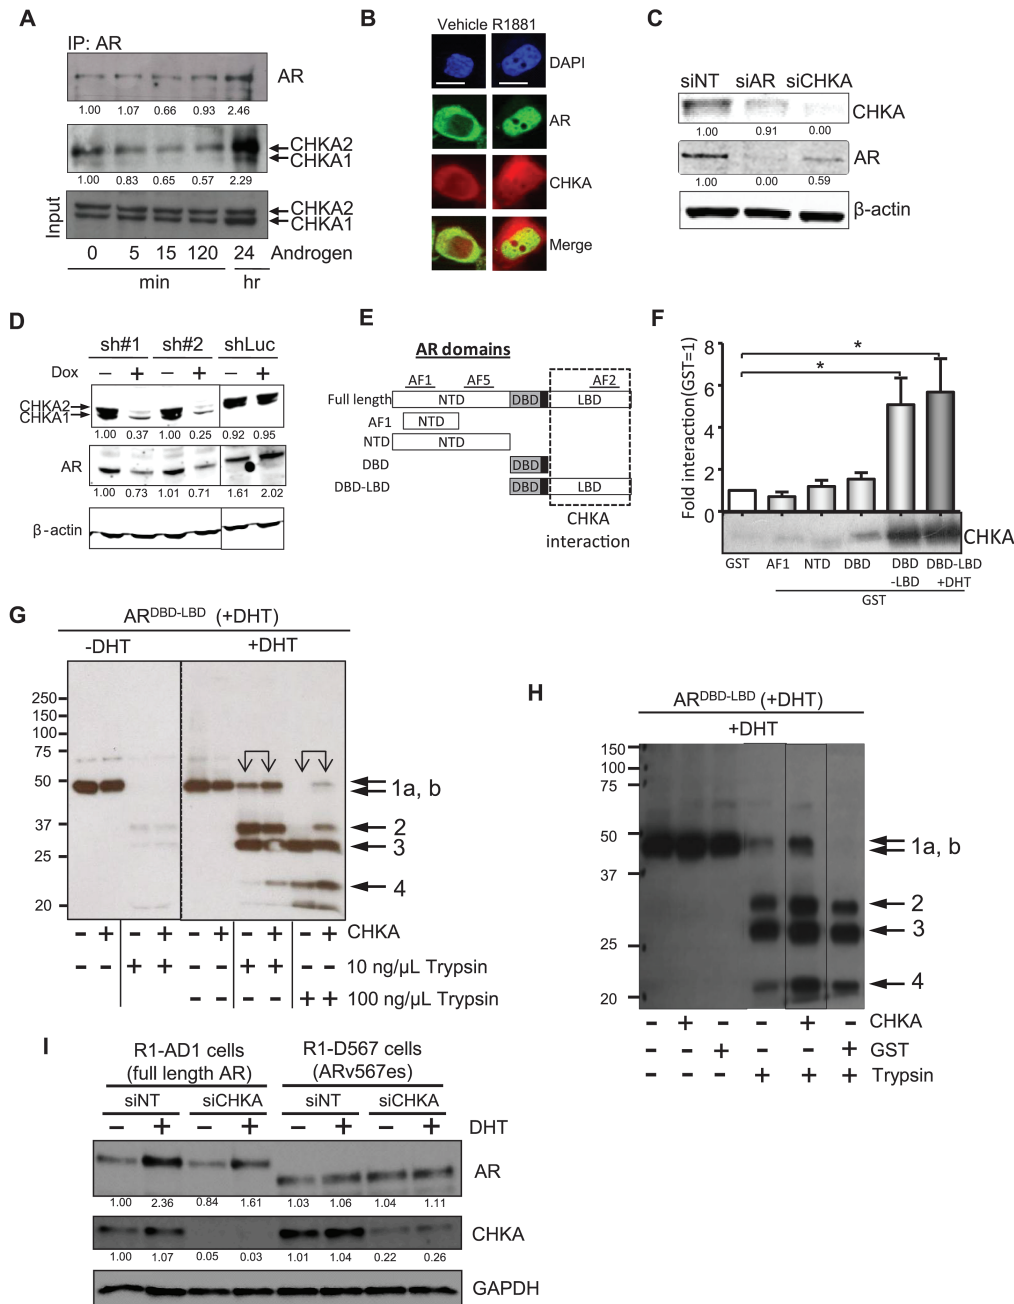 A
IP: AR
AR
1.00 1.07 0.66 0.93 2.46
CHKA2
CHKA1
1.00 0.83 0.65 0.57 2.29
Input
CHKA2
CHKA1
0 5 15 120 24 Androgen
min hr
B
Vehicle R1881
DAPI
AR
CHKA
Merge
C
siNT siAR siCHKA
CHKA
1.00 0.91 0.00
AR
1.00 0.00 0.59
β-actin
D
sh#1 sh#2 shLuc
Dox − + − + − +
CHKA2
CHKA1
1.00 0.37 1.00 0.25 0.92 0.95
AR
1.00 0.73 1.01 0.71 1.61 2.02
β-actin
E
AR domains
AF1 AF5 AF2
Full length NTD DBD LBD
AF1 NTD
NTD NTD
DBD DBD
DBD-LBD DBD LBD
CHKA
interaction
F
Fold interaction(GST=1)
8
6
4
2
0
*
*
CHKA
GST AF1 NTD DBD DBD DBD-LBD
-LBD +DHT
GST
G
ARDBD-LBD (+DHT)
-DHT +DHT
250
150
100
75
50
37
25
20
1a, b
2
3
4
− + − + − + − + − + CHKA
− − + + − − + + − − 10 ng/µL Trypsin
− − − − + + 100 ng/µL Trypsin
H
ARDBD-LBD (+DHT)
+DHT
150
100
75
50
37
25
20
1a, b
2
3
4
− + − − + − CHKA
− − + − − + GST
− − − + + + Trypsin
I
R1-AD1 cells R1-D567 cells
(full length AR) (ARv567es)
siNT siCHKA siNT siCHKA
− + − + − + − + DHT
AR
1.00 2.36 0.84 1.61 1.03 1.06 1.04 1.11
CHKA
1.00 1.07 0.05 0.03 1.01 1.04 0.22 0.26
GAPDH